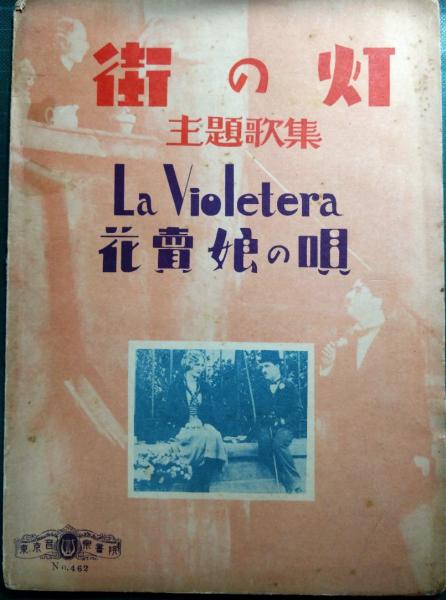 街の灯
主題歌集
La Violetera
花賣娘の唄
東京音樂書院
No.462